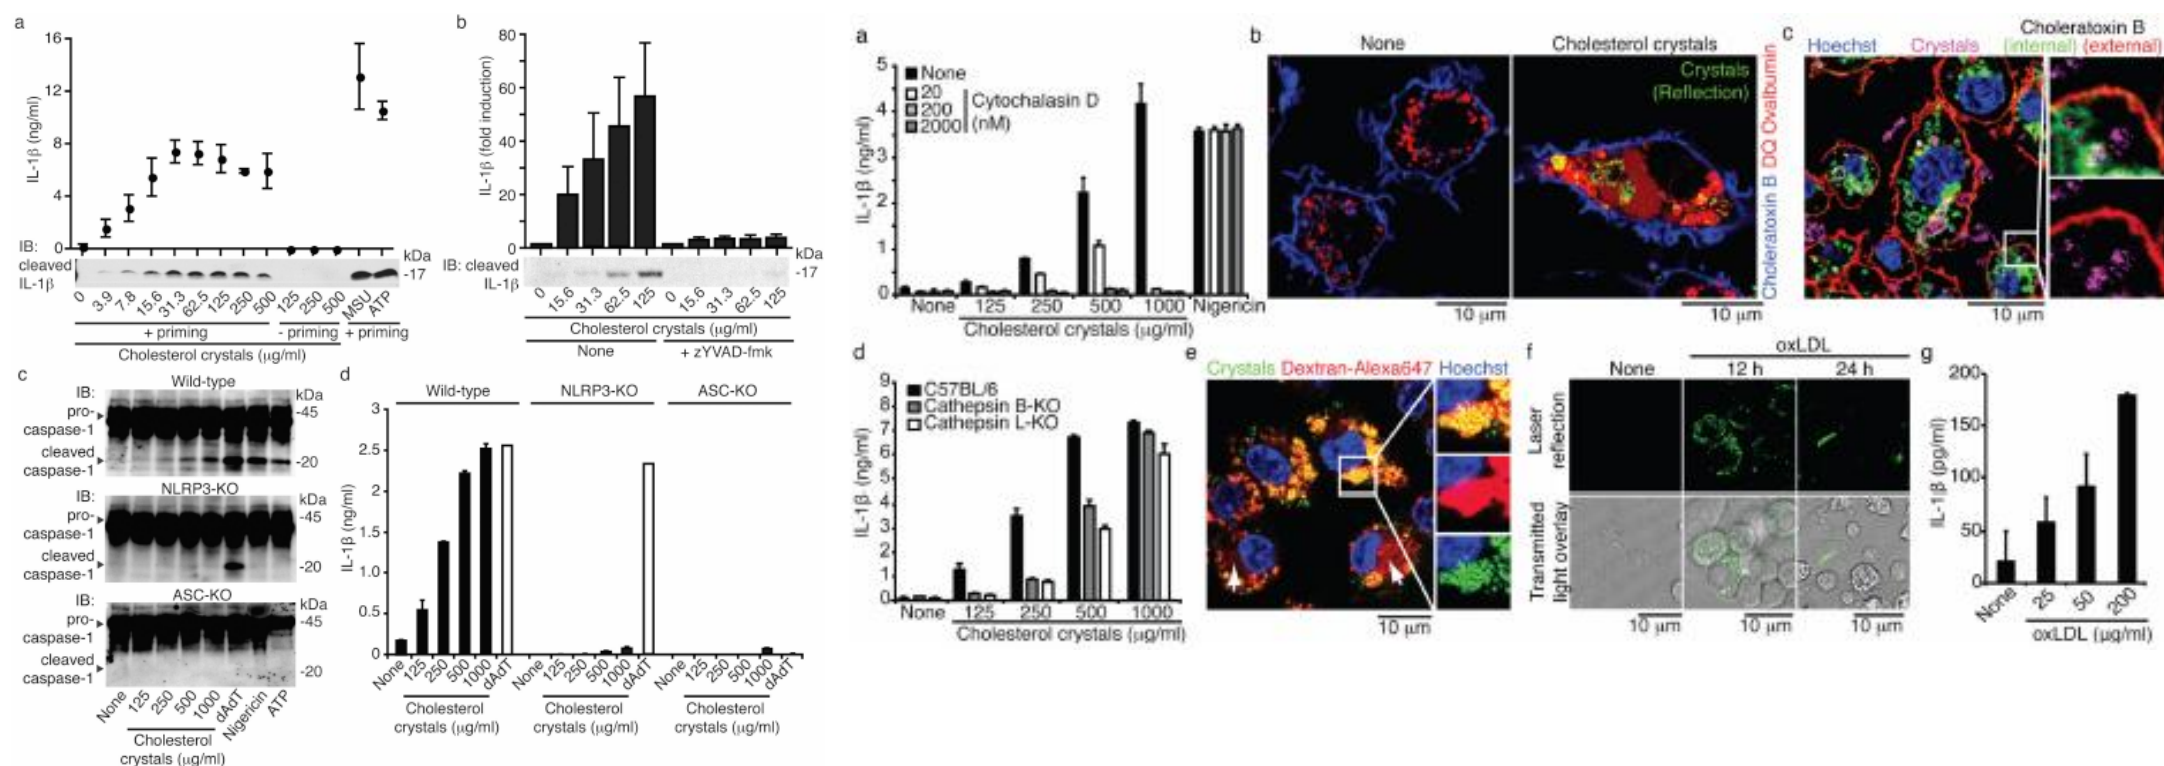 a
16
12
8
4
0
IL-1β (ng/ml)
IB:
cleaved
IL-1β
kDa
-17
0 3.9 7.8 15.6 31.3 62.5 125 250 500 125 250 500 MSU ATP
+ priming - priming + priming
Cholesterol crystals (μg/ml)
b
80
60
40
20
0
IL-1β (fold induction)
IB: cleaved
IL-1β
kDa
-17
0 15.6 31.3 62.5 125 0 15.6 31.3 62.5 125
Cholesterol crystals (μg/ml)
None + zYVAD-fmk
c
Wild-type
IB:
pro-
caspase-1
cleaved
caspase-1
kDa
-45
-20
NLRP3-KO
IB:
pro-
caspase-1
cleaved
caspase-1
kDa
-45
-20
ASC-KO
IB:
pro-
caspase-1
cleaved
caspase-1
kDa
-45
-20
None 125 250 500 1000 dAdT Nigericin ATP
Cholesterol
crystals (μg/ml)
d
Wild-type NLRP3-KO ASC-KO
3
2.5
2
1.5
1.0
0.5
0
IL-1β (ng/ml)
None 125 250 500 1000 dAdT None 125 250 500 1000 dAdT None 125 250 500 1000 dAdT
Cholesterol Cholesterol Cholesterol
crystals (μg/ml) crystals (μg/ml) crystals (μg/ml)
a
5
4
3
2
1
0
IL-1β (ng/ml)
None
20
200
2000
Cytochalasin D
(nM)
None 125 250 500 1000 Nigericin
Cholesterol crystals (μg/ml)
b
None Cholesterol crystals
Crystals
(Reflection)
Choleratoxin B DQ Ovalbumin
10 μm 10 μm
c
Choleratoxin B
Hoechst Crystals (internal) (external)
10 μm
d
9
8
7
6
5
4
3
2
1
0
IL-1β (ng/ml)
C57BL/6
Cathepsin B-KO
Cathepsin L-KO
None 125 250 500 1000
Cholesterol crystals (μg/ml)
e
Crystals Dextran-Alexa647 Hoechst
10 μm
f
oxLDL
None 12 h 24 h
Laser
reflection
Transmitted
light overlay
10 μm 10 μm 10 μm
g
200
150
100
50
0
IL-1β (pg/ml)
None 25 50 200
oxLDL (μg/ml)